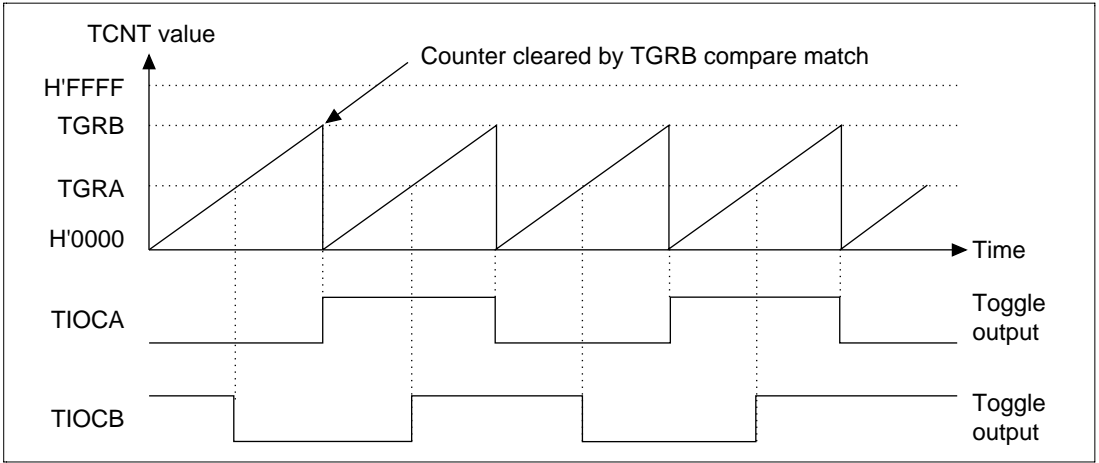 TCNT value
Counter cleared by TGRB compare match
H'FFFF
TGRB
TGRA
H'0000
Time
TIOCA
Toggle
output
TIOCB
Toggle
output